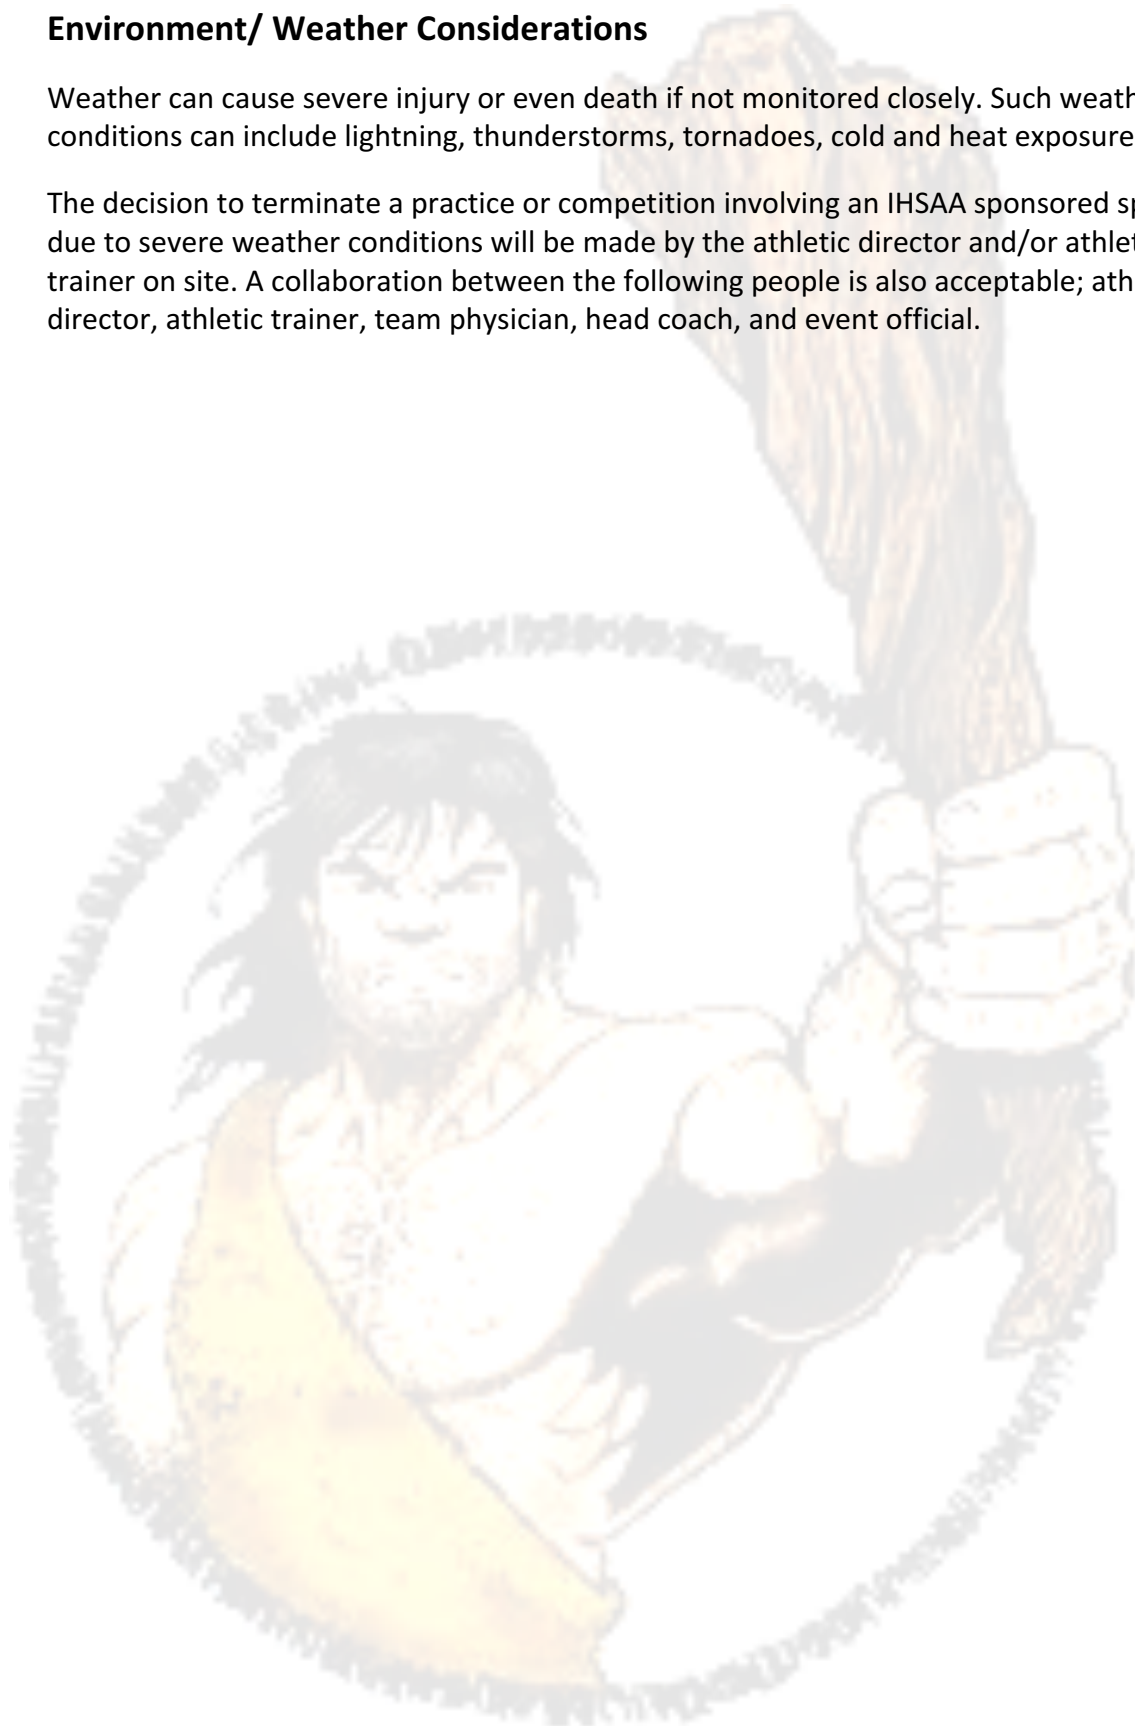 Environment/ Weather Considerations
Weather can cause severe injury or even death if not monitored closely. Such weath
conditions can include lightning, thunderstorms, tornadoes, cold and heat exposure
The decision to terminate a practice or competition involving an IHSAA sponsored sp
due to severe weather conditions will be made by the athletic director and/or athlet
trainer on site. A collaboration between the following people is also acceptable; ath
director, athletic trainer, team physician, head coach, and event official.